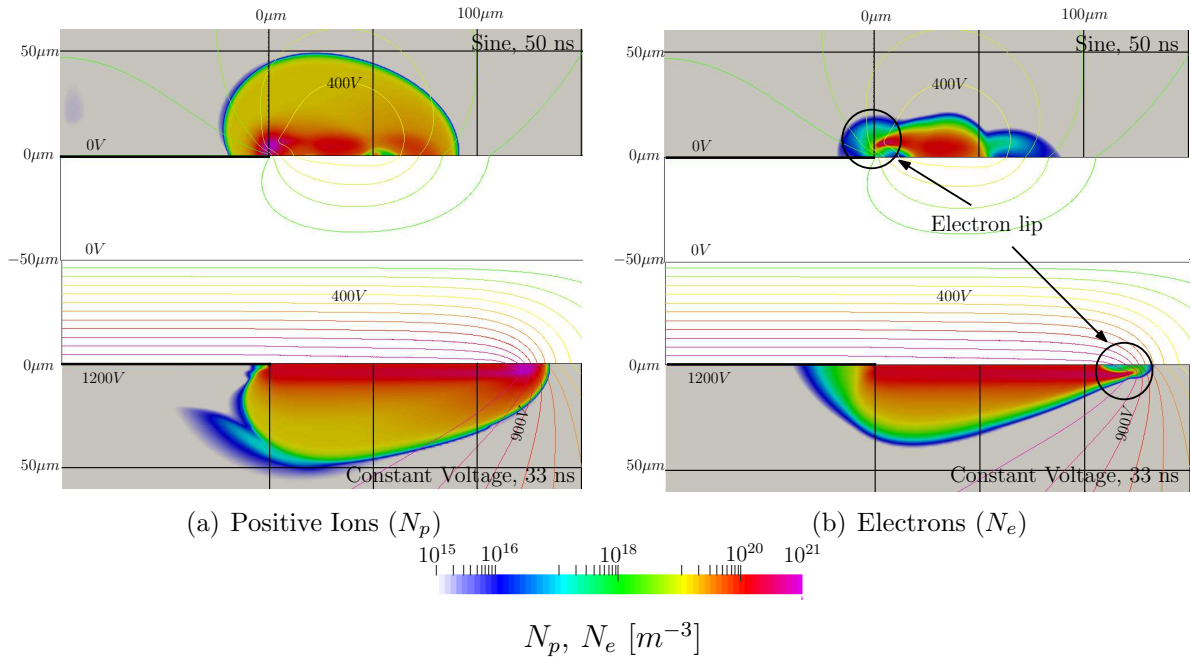 0μm 100μm 0μm 100μm
50μm Sine, 50 ns 50μm Sine, 50 ns
400V 400V
0V 0V
0μm 0μm
Electron lip
0V 0V
−50μm −50μm
400V 400V
0μm 0μm
1200V 1200V
900V 900V
50μm Constant Voltage, 33 ns 50μm Constant Voltage, 33 ns
(a) Positive Ions (N_p) (b) Electrons (N_e)
10^15 10^16 10^18 10^20 10^21
N_p, N_e [m^−3]